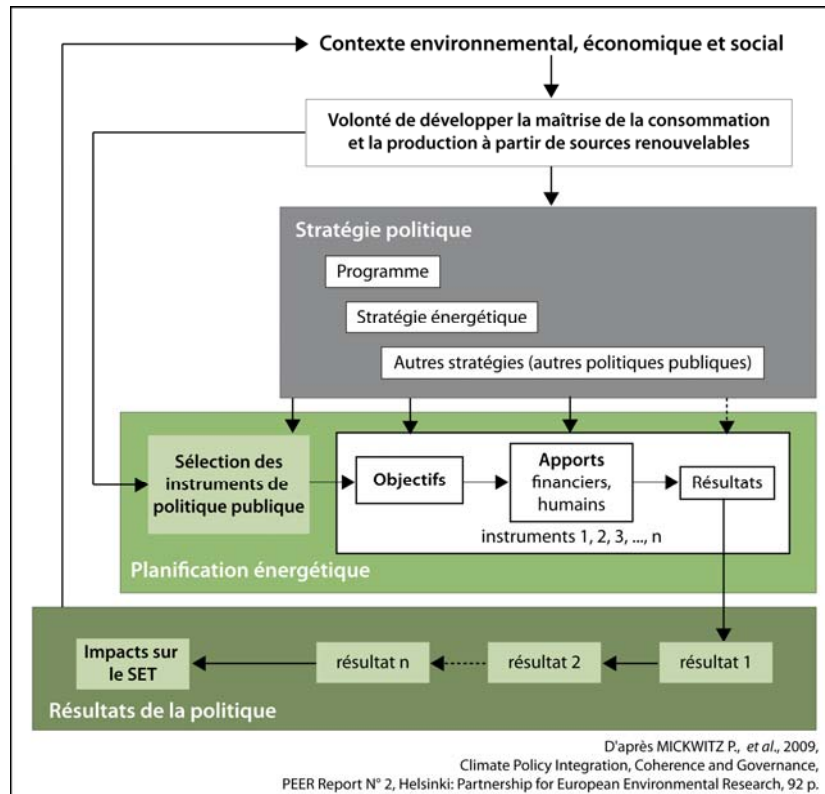 Contexte environnemental, économique et social
Volonté de développer la maîtrise de la consommation
et la production à partir de sources renouvelables
Stratégie politique
Programme
Stratégie énergétique
Autres stratégies (autres politiques publiques)
Sélection des
instruments de
politique publique
Objectifs
Apports
financiers,
humains
Résultats
instruments 1, 2, 3, ..., n
Planification énergétique
Impacts sur
le SET
résultat n
résultat 2
résultat 1
Résultats de la politique
D'après MICKWITZ P., et al., 2009,
Climate Policy Integration, Coherence and Governance,
PEER Report N° 2, Helsinki: Partnership for European Environmental Research, 92 p.